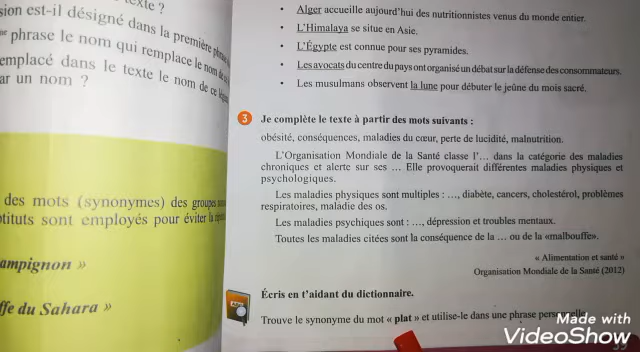 texte ?
sion est-il désigné dans la première
phrase le nom qui remplace le nom
emplacé dans le texte le nom de ce
ar un nom ?
des mots (synonymes) des groupes
stituts sont employés pour éviter la
ampignon »
ffe du Sahara »
• Alger accueille aujourd'hui des nutritionnistes venus du monde entier.
• L'Himalaya se situe en Asie.
• L'Égypte est connue pour ses pyramides.
• Les avocats du centre du pays ont organisé un débat sur la défense des consommateurs.
• Les musulmans observent la lune pour débuter le jeûne du mois sacré.
3 Je complète le texte à partir des mots suivants :
obésité, conséquences, maladies du cœur, perte de lucidité, malnutrition.
L'Organisation Mondiale de la Santé classe l'… dans la catégorie des maladies
chroniques et alerte sur ses … Elle provoquerait différentes maladies physiques et
psychologiques.
Les maladies physiques sont multiples : …, diabète, cancers, cholestérol, problèmes
respiratoires, maladie des os.
Les maladies psychiques sont : …, dépression et troubles mentaux.
Toutes les maladies citées sont la conséquence de la … ou de la «malbouffe».
« Alimentation et santé »
Organisation Mondiale de la Santé (2012)
Écris en t'aidant du dictionnaire.
Trouve le synonyme du mot « plat » et utilise-le dans une phrase
Made with
VideoShow